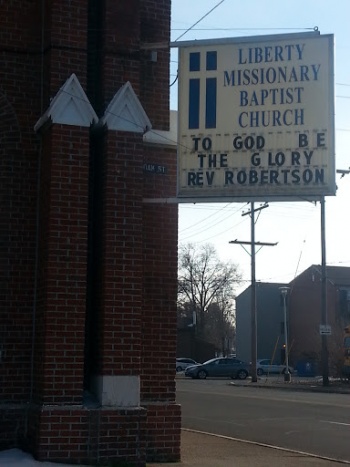 LIBERTY
MISSIONARY
BAPTIST
CHURCH
TO GOD BE
THE GLORY
REV ROBERTSON